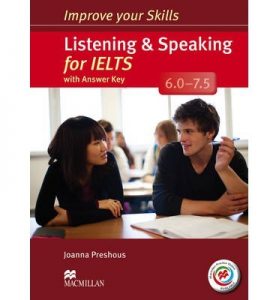 Improve your Skills
Listening & Speaking
for IELTS
with Answer Key
6.0–7.5
Joanna Preshous
MACMILLAN